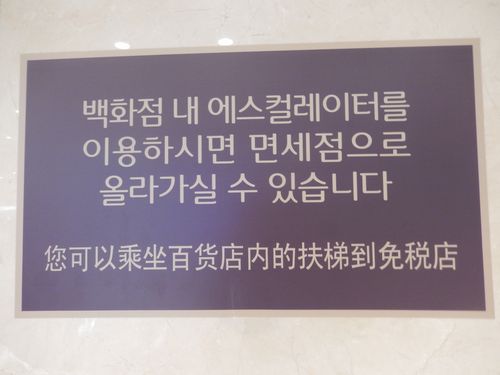 백화점 내 에스컬레이터를
이용하시면 면세점으로
올라가실 수 있습니다
您可以乘坐百货店内的扶梯到免税店